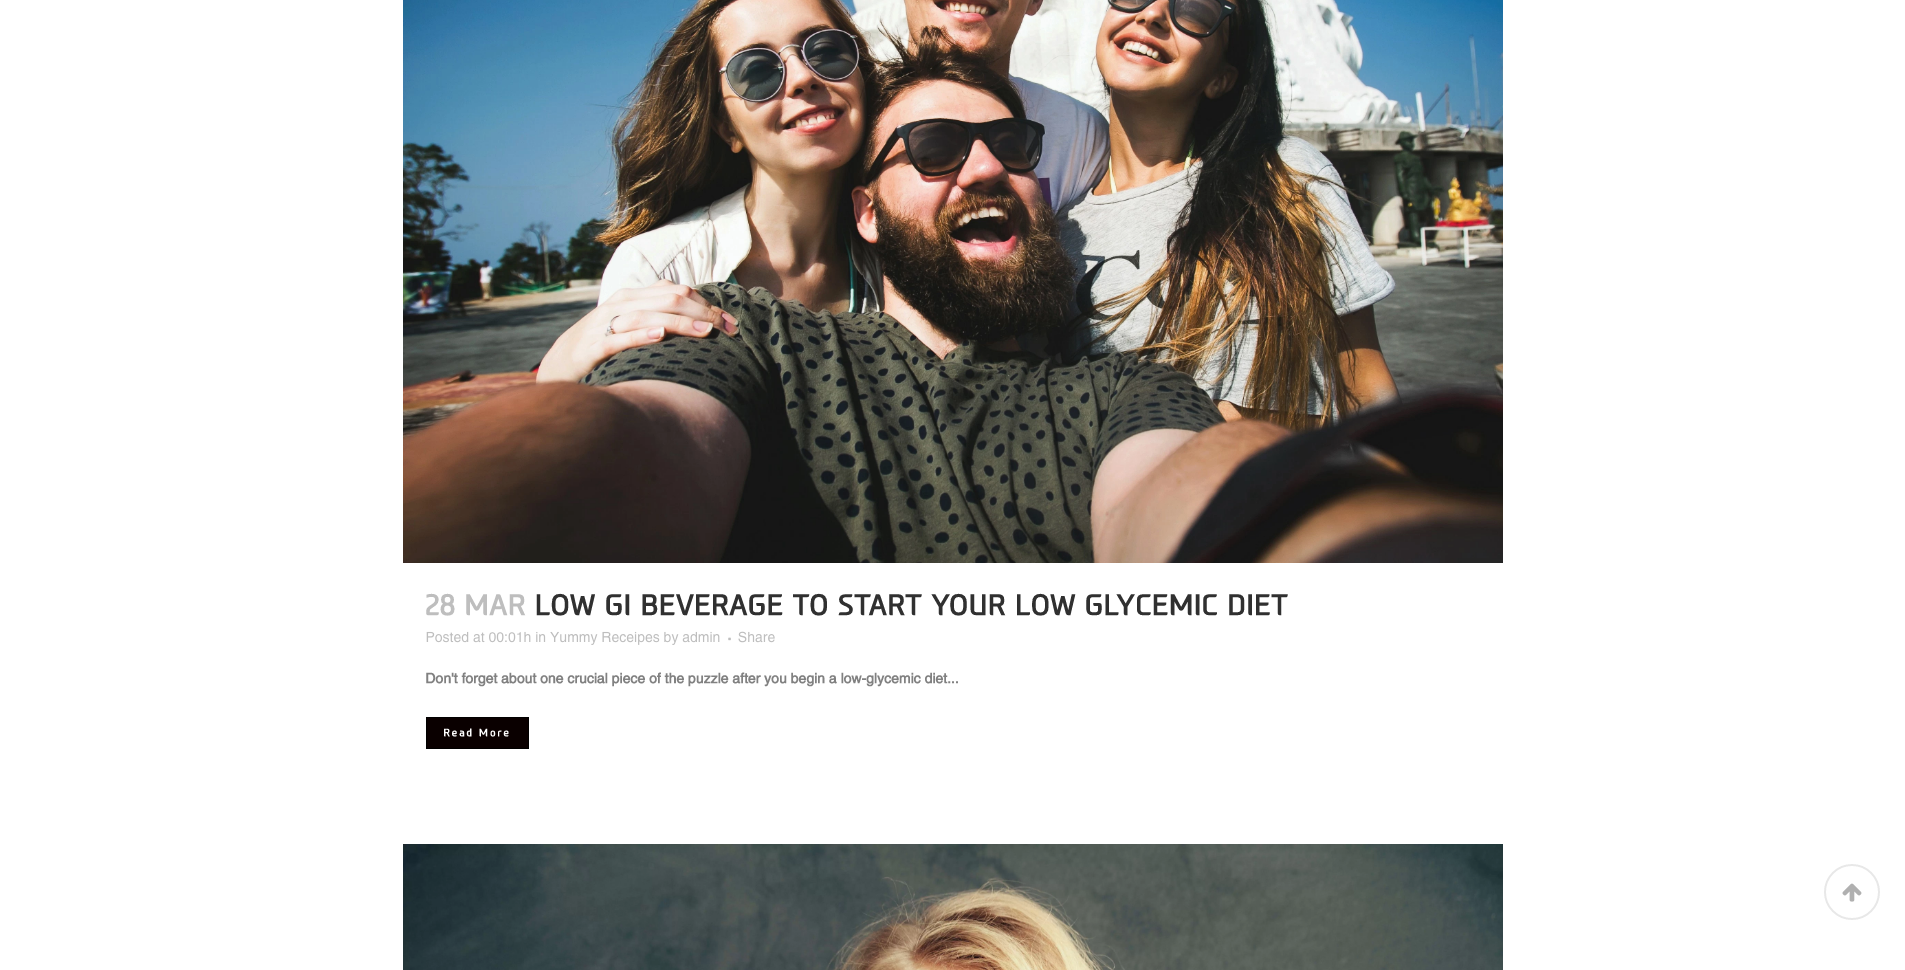 28 MAR LOW GI BEVERAGE TO START YOUR LOW GLYCEMIC DIET
Posted at 00:01h in Yummy Receipes by admin • Share
Don't forget about one crucial piece of the puzzle after you begin a low-glycemic diet...
Read More